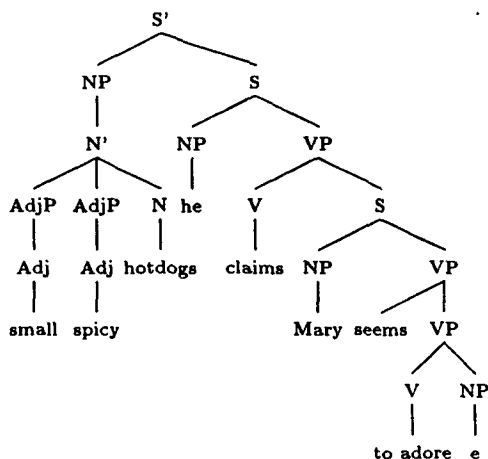 S'
NP S
N' NP VP
AdjP AdjP N he V S
Adj Adj hotdogs claims NP VP
small spicy Mary seems VP
V NP
to adore e